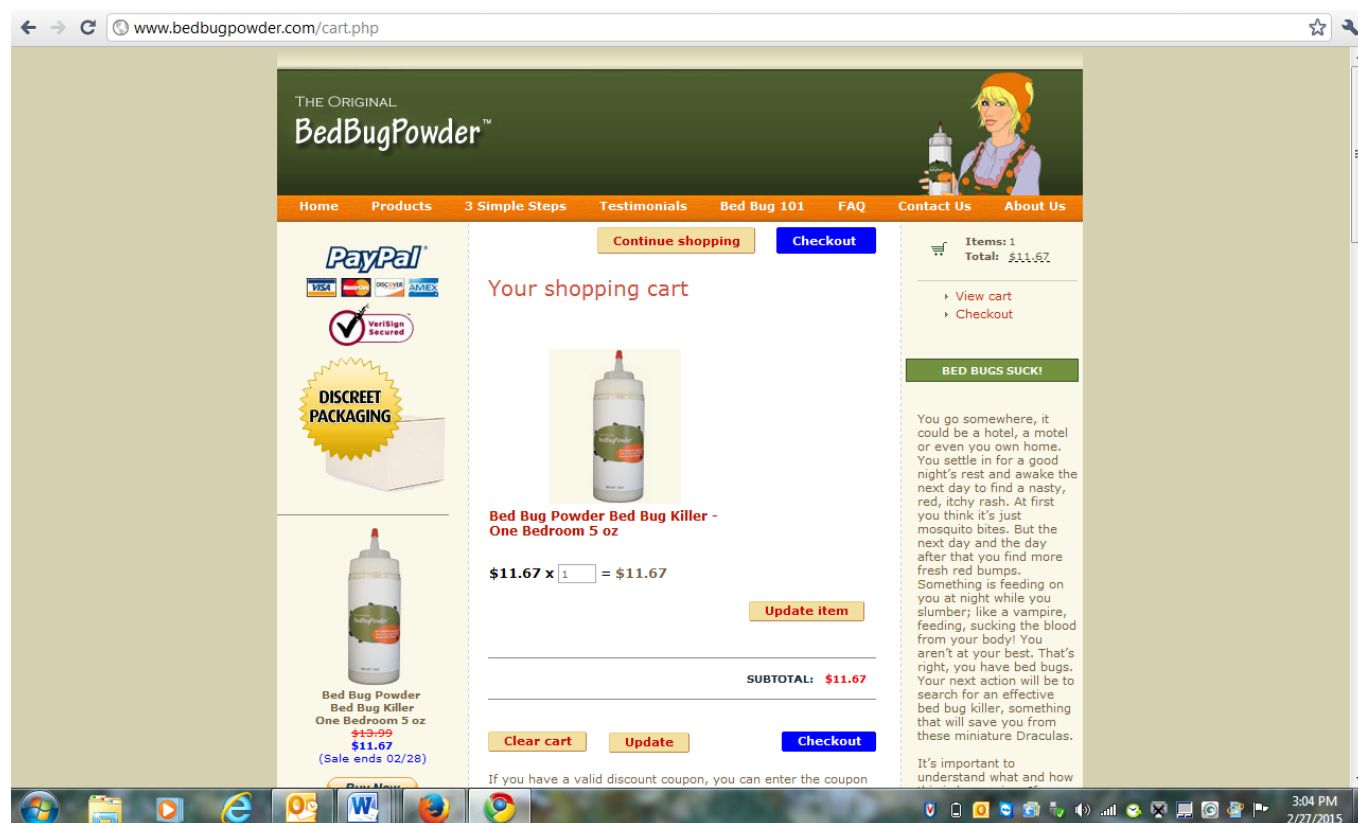 www.bedbugpowder.com/cart.php
THE ORIGINAL
BedBugPowder™
Home Products 3 Simple Steps Testimonials Bed Bug 101 FAQ Contact Us About Us
PayPal
VISA MasterCard DISCOVER AMEX
VeriSign
Secured
DISCREET
PACKAGING
Bed Bug Powder
Bed Bug Killer
One Bedroom 5 oz
$13.99
$11.67
(Sale ends 02/28)
Buy Now
Continue shopping Checkout
Your shopping cart
Bed Bug Powder Bed Bug Killer -
One Bedroom 5 oz
$11.67 x 1 = $11.67
Update item
SUBTOTAL: $11.67
Clear cart Update Checkout
If you have a valid discount coupon, you can enter the coupon
Items: 1
Total: $11.67
View cart
Checkout
BED BUGS SUCK!
You go somewhere, it
could be a hotel, a motel
or even you own home.
You settle in for a good
night's rest and awake the
next day to find a nasty,
red, itchy rash. At first
you think it's just
mosquito bites. But the
next day and the day
after that you find more
fresh red bumps.
Something is feeding on
you at night while you
slumber; like a vampire,
feeding, sucking the blood
from your body! You
aren't at your best. That's
right, you have bed bugs.
Your next action will be to
search for an effective
bed bug killer, something
that will save you from
these miniature Draculas.
It's important to
understand what and how
3:04 PM
2/27/2015